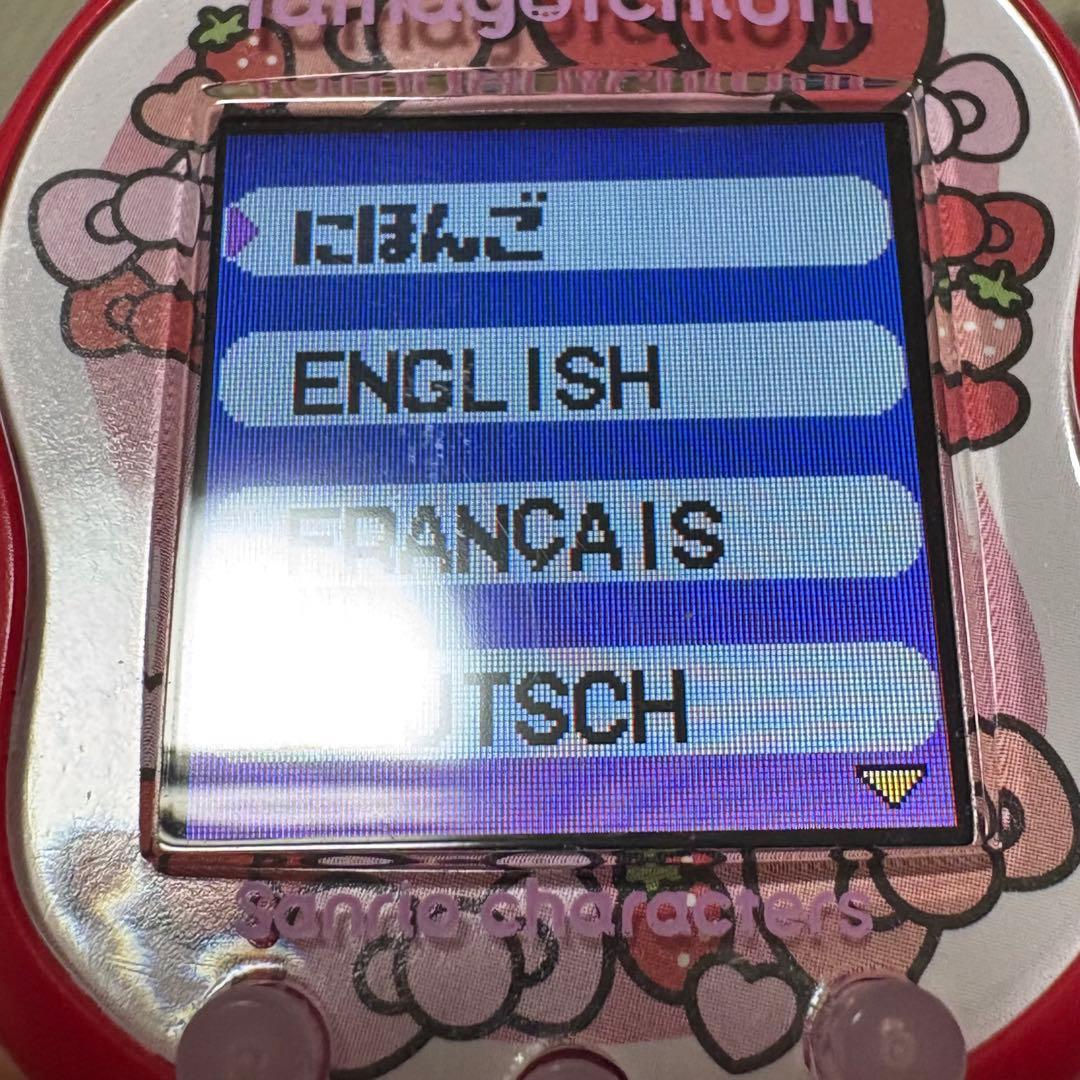 にほんご
ENGLISH
FRANÇAIS
Sanrio characters